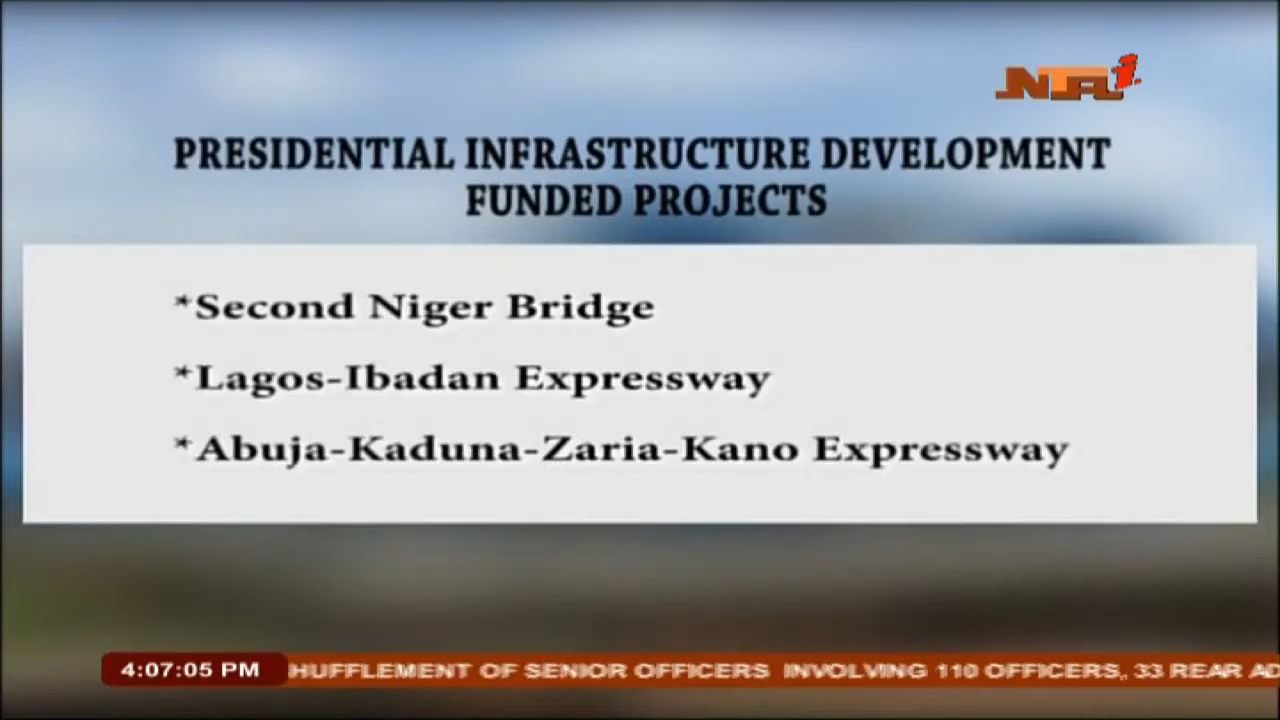 NTA i
PRESIDENTIAL INFRASTRUCTURE DEVELOPMENT
FUNDED PROJECTS
*Second Niger Bridge
*Lagos-Ibadan Expressway
*Abuja-Kaduna-Zaria-Kano Expressway
4:07:05 PM HUFFLEMENT OF SENIOR OFFICERS INVOLVING 110 OFFICERS, 33 REAR AD